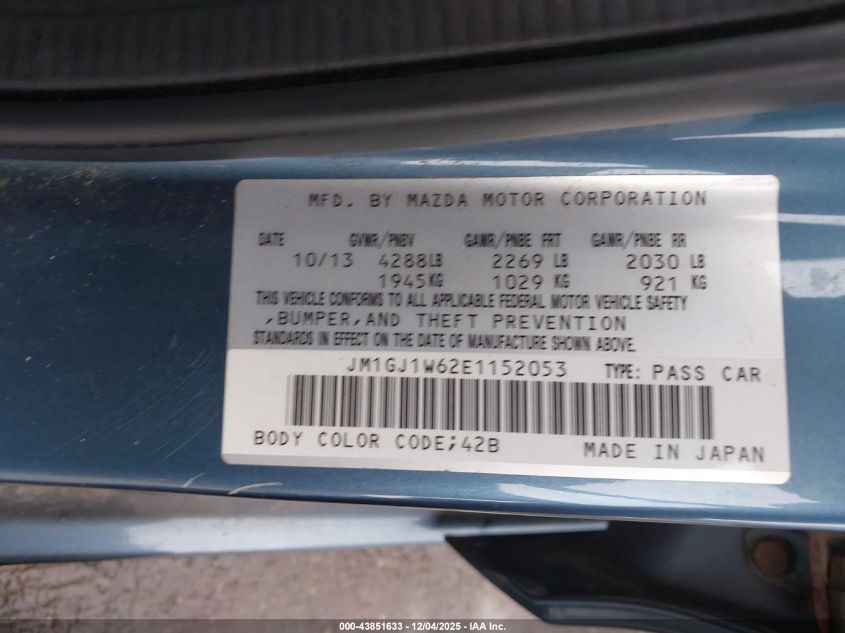 MFD. BY MAZDA MOTOR CORPORATION
DATE GVWR/PNBV GAWR/PNBE FRT GAWR/PNBE RR
10/13 4288LB 2269 LB 2030 LB
1945KG 1029 KG 921 KG
THIS VEHICLE CONFORMS TO ALL APPLICABLE FEDERAL MOTOR VEHICLE SAFETY
,BUMPER,AND THEFT PREVENTION
STANDARDS IN EFFECT ON THE DATE OF MANUFACTURE SHOWN ABOVE.
JM1GJ1W62E1152053 TYPE: PASS CAR
BODY COLOR CODE;42B MADE IN JAPAN
000-43851633 - 12/04/2025 - IAA Inc.